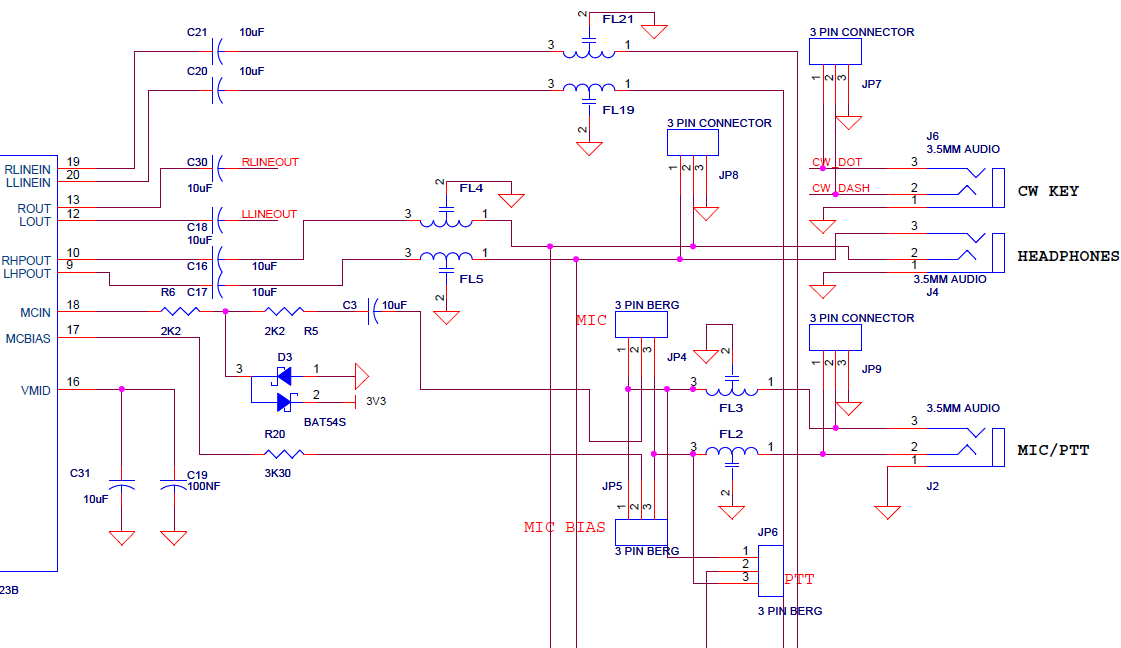 C21 10uF
2 FL21
3 1
C20 10uF
3 1
FL19
2
3 PIN CONNECTOR
1 2 3
JP7
3 PIN CONNECTOR
1 2 3
JP8
J6
3.5MM AUDIO
CW_DOT 3
CW_DASH 2
1
CW KEY
RLINEIN 19
LLINEIN 20
C30 RLINEOUT
10uF
ROUT 13
LOUT 12
LLINEOUT
C18
10uF
2 FL4
3 1
RHPOUT 10
LHPOUT 9
C16 10uF
3 1
FL5
2
3
2
1
HEADPHONES
3.5MM AUDIO
J4
R6 C17 10uF
MCIN 18
2K2 2K2 R5
C3 10uF
MCBIAS 17
3 PIN BERG
MIC
1 2 3
JP4
2
3 1
FL3
3 PIN CONNECTOR
1 2 3
JP9
D3
3 1
2
3V3
BAT54S
VMID 16
FL2
3 1
2
3.5MM AUDIO
3
2
1
MIC/PTT
J2
R20
3K30
C31
10uF
C19
100NF
JP5
1 2 3
MIC BIAS
3 PIN BERG
JP6
1
2
3
PTT
3 PIN BERG
23B